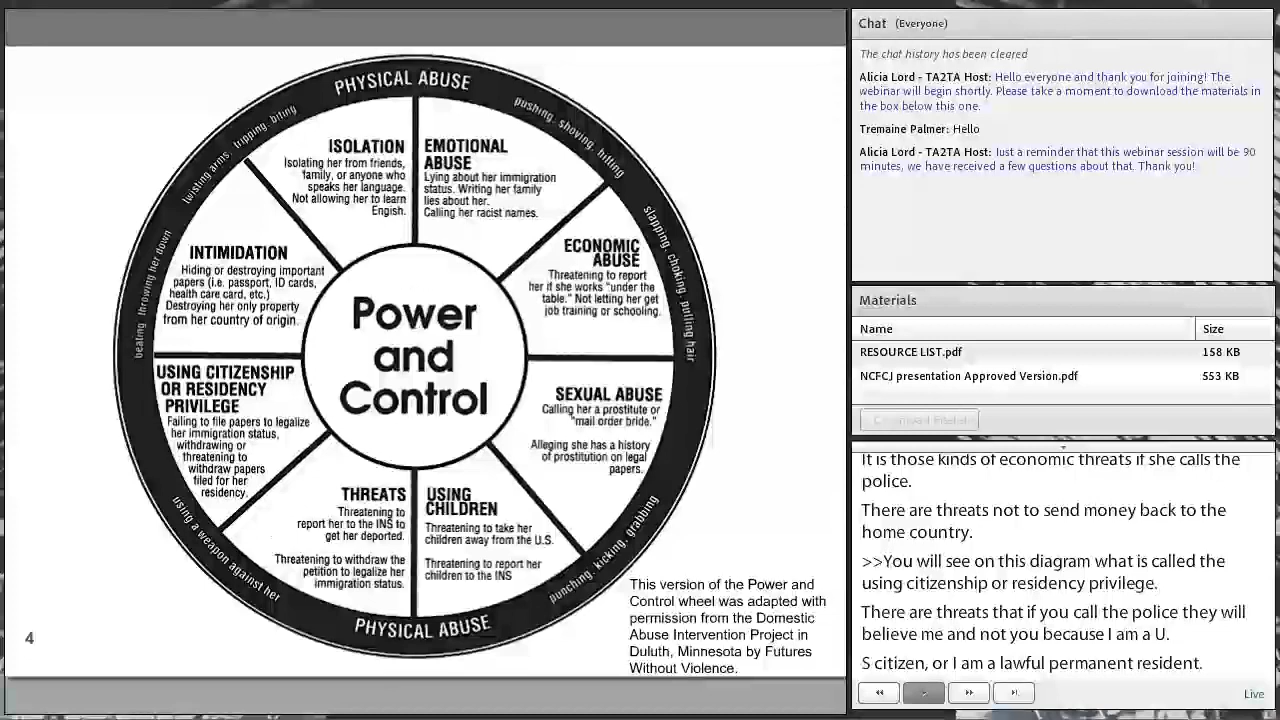 PHYSICAL ABUSE
twisting arms, tripping, biting
pushing, shoving, hitting
slapping, choking, pulling hair
punching, kicking, grabbing
PHYSICAL ABUSE
using a weapon against her
beating, throwing her down
ISOLATION
Isolating her from friends,
family, or anyone who
speaks her language.
Not allowing her to learn
Engish.
EMOTIONAL
ABUSE
Lying about her immigration
status. Writing her family
lies about her.
Calling her racist names.
ECONOMIC
ABUSE
Threatening to report
her if she works "under the
table." Not letting her get
job training or schooling.
SEXUAL ABUSE
Calling her a prostitute or
"mail order bride."
Alleging she has a history
of prostitution on legal
papers.
USING
CHILDREN
Threatening to take her
children away from the U.S.
Threatening to report her
children to the INS
THREATS
Threatening to
report her to the INS to
get her deported.
Threatening to withdraw the
petition to legalize her
immigration status.
USING CITIZENSHIP
OR RESIDENCY
PRIVILEGE
Failing to file papers to legalize
her immigration status,
withdrawing or
threatening to
withdraw papers
filed for her
residency.
INTIMIDATION
Hiding or destroying important
papers (i.e. passport, ID cards,
health care card, etc.)
Destroying her only property
from her country of origin.
Power
and
Control
This version of the Power and
Control wheel was adapted with
permission from the Domestic
Abuse Intervention Project in
Duluth, Minnesota by Futures
Without Violence.
4
Chat (Everyone)
The chat history has been cleared
Alicia Lord - TA2TA Host: Hello everyone and thank you for joining! The
webinar will begin shortly. Please take a moment to download the materials in
the box below this one.
Tremaine Palmer: Hello
Alicia Lord - TA2TA Host: Just a reminder that this webinar session will be 90
minutes, we have received a few questions about that. Thank you!
Materials
Name Size
RESOURCE LIST.pdf 158 KB
NCFCJ presentation Approved Version.pdf 553 KB
It is those kinds of economic threats if she calls the
police.
There are threats not to send money back to the
home country.
>>You will see on this diagram what is called the
using citizenship or residency privilege.
There are threats that if you call the police they will
believe me and not you because I am a U.
S citizen, or I am a lawful permanent resident.
Live